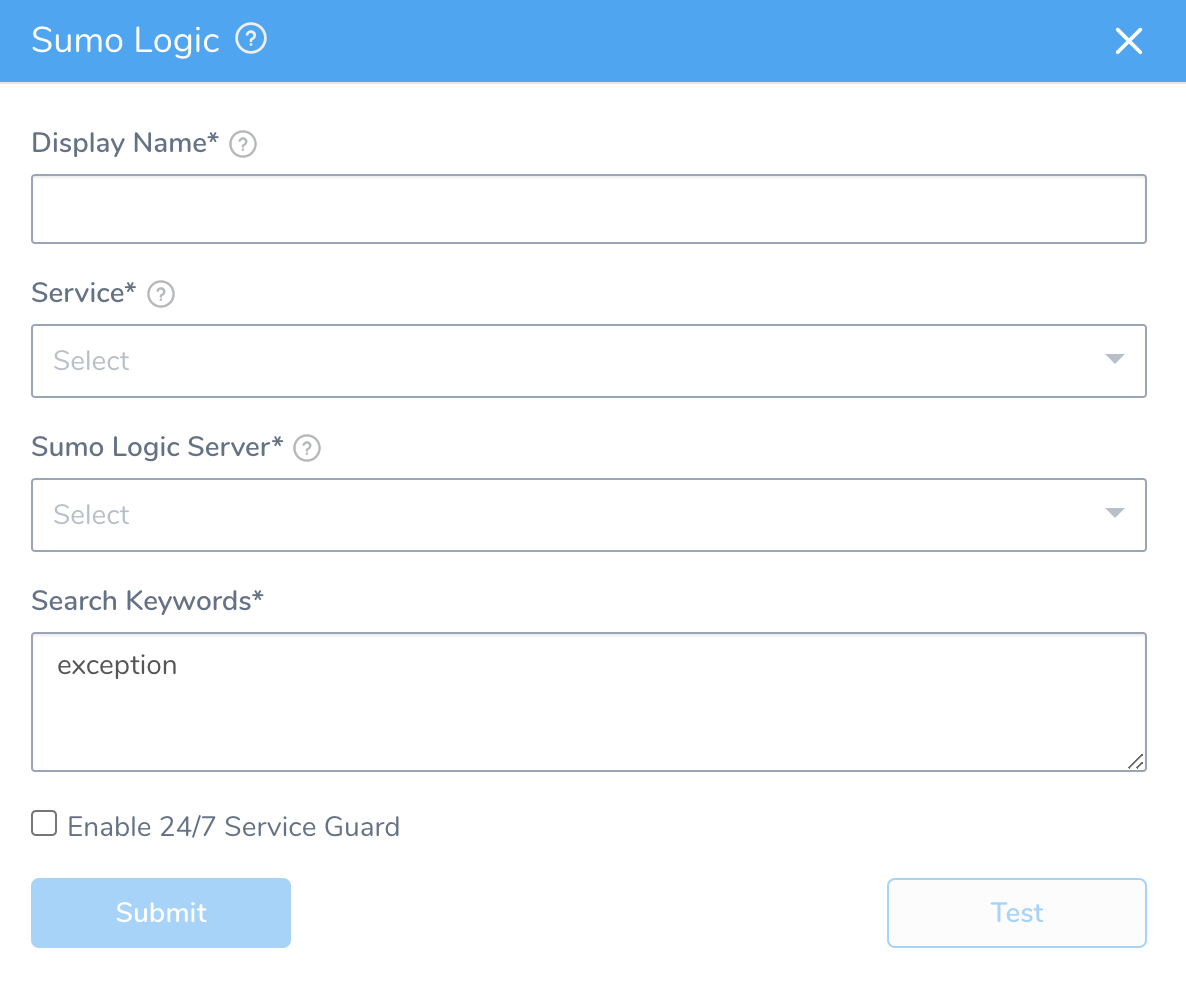 Sumo Logic ?
Display Name* ?
Service* ?
Select
Sumo Logic Server* ?
Select
Search Keywords*
exception
Enable 24/7 Service Guard
Submit
Test